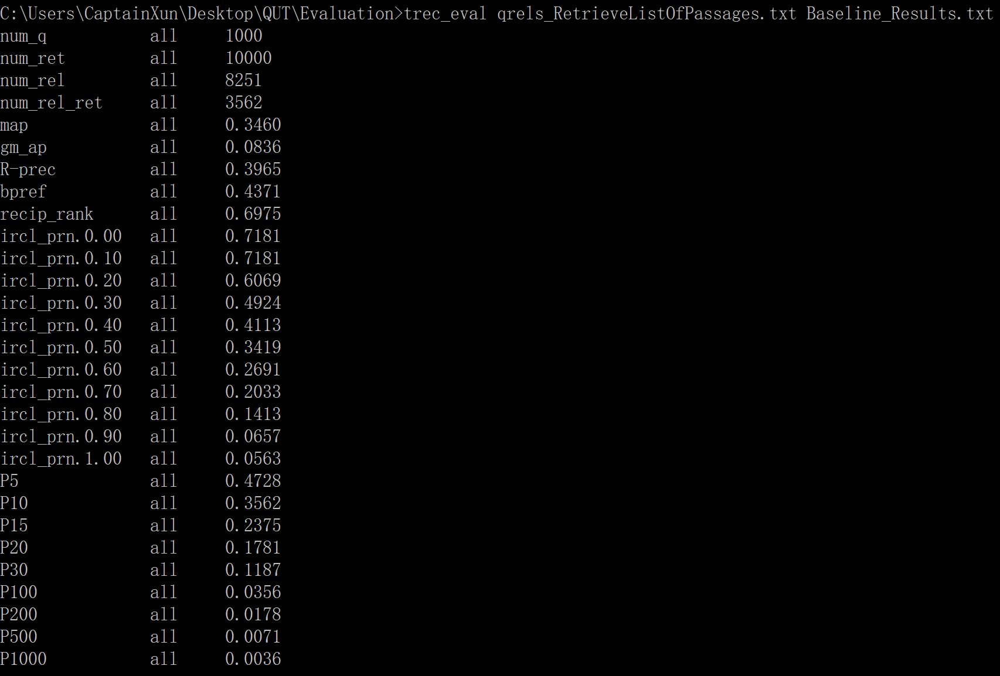 C:\Users\CaptainXun\Desktop\QUT\Evaluation>trec_eval qrels_RetrieveListOfPassages.txt Baseline_Results.txt
num_q all 1000
num_ret all 10000
num_rel all 8251
num_rel_ret all 3562
map all 0.3460
gm_ap all 0.0836
R-prec all 0.3965
bpref all 0.4371
recip_rank all 0.6975
ircl_prn.0.00 all 0.7181
ircl_prn.0.10 all 0.7181
ircl_prn.0.20 all 0.6069
ircl_prn.0.30 all 0.4924
ircl_prn.0.40 all 0.4113
ircl_prn.0.50 all 0.3419
ircl_prn.0.60 all 0.2691
ircl_prn.0.70 all 0.2033
ircl_prn.0.80 all 0.1413
ircl_prn.0.90 all 0.0657
ircl_prn.1.00 all 0.0563
P5 all 0.4728
P10 all 0.3562
P15 all 0.2375
P20 all 0.1781
P30 all 0.1187
P100 all 0.0356
P200 all 0.0178
P500 all 0.0071
P1000 all 0.0036